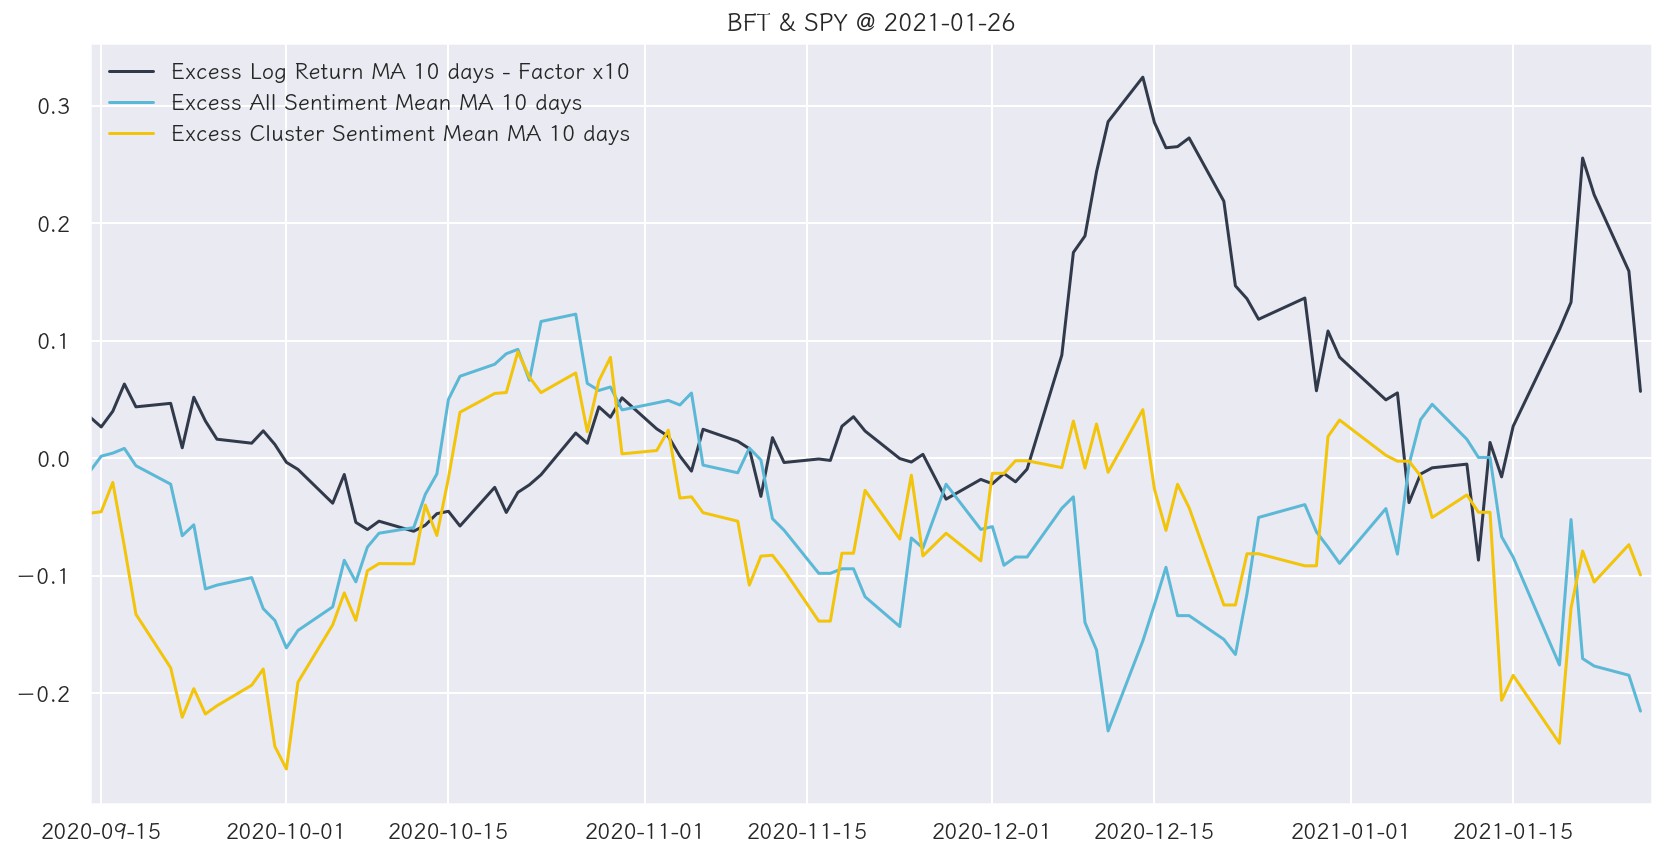 BFT & SPY @ 2021-01-26
Excess Log Return MA 10 days - Factor x10
Excess All Sentiment Mean MA 10 days
Excess Cluster Sentiment Mean MA 10 days
0.3
0.2
0.1
0.0
−0.1
−0.2
2020-09-15 2020-10-01 2020-10-15 2020-11-01 2020-11-15 2020-12-01 2020-12-15 2021-01-01 2021-01-15